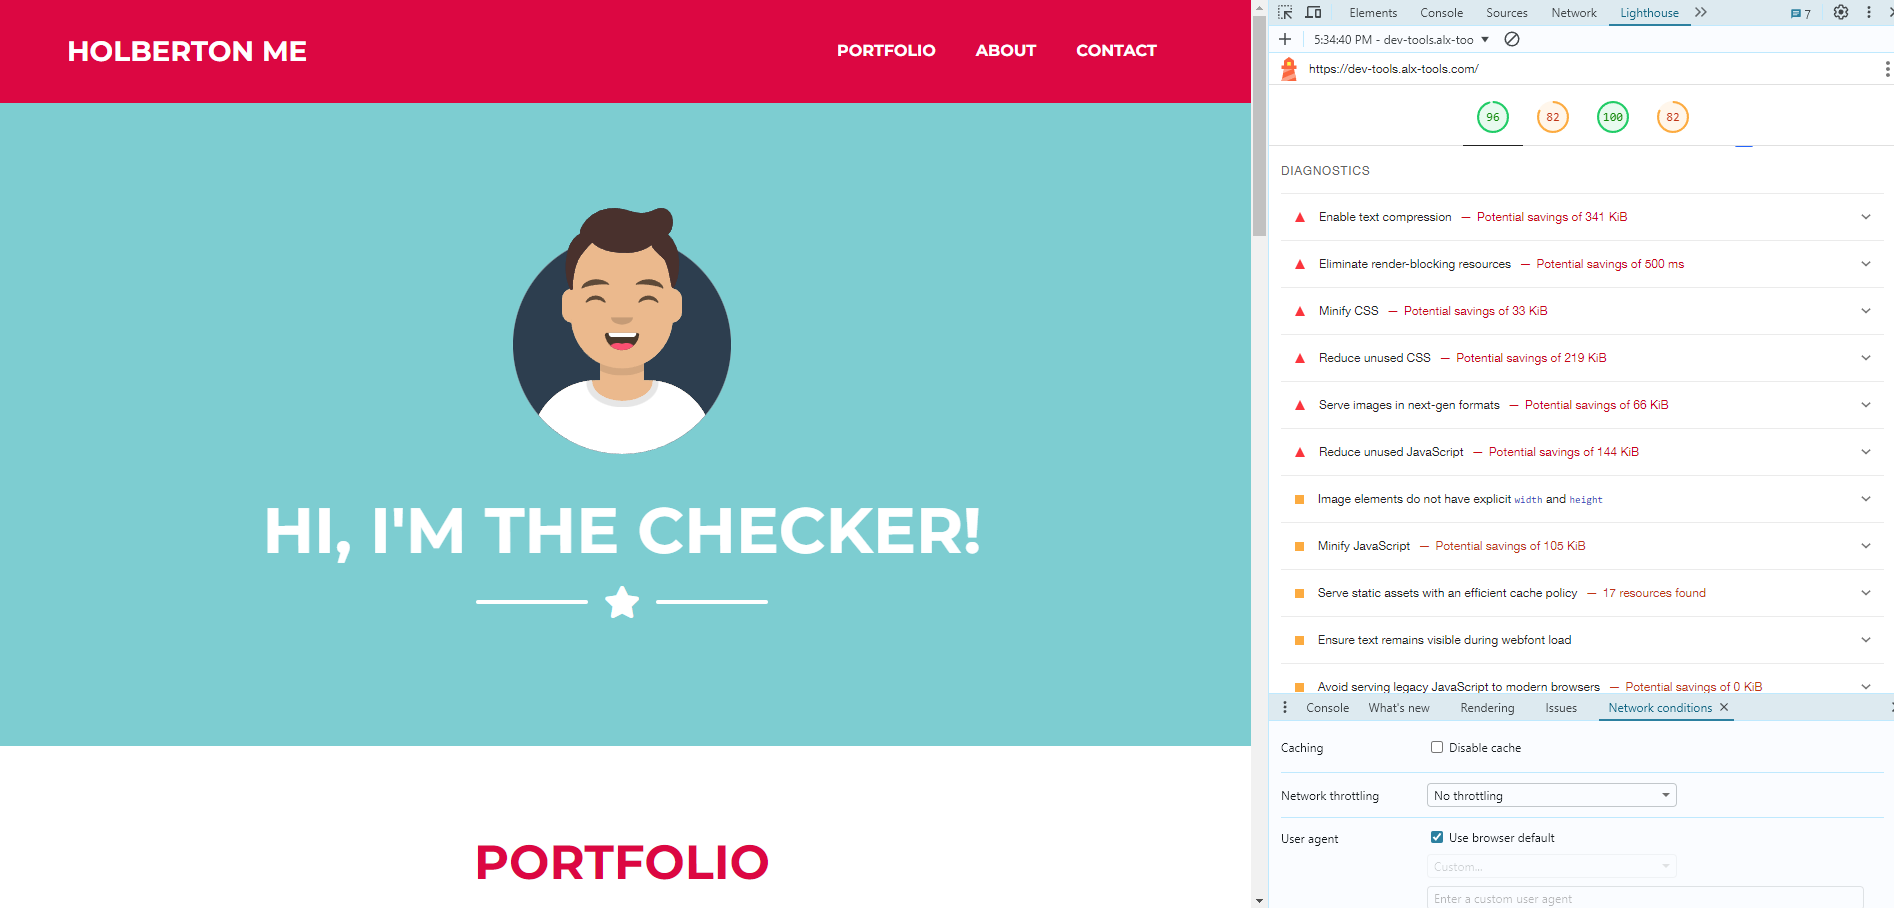 HOLBERTON ME
PORTFOLIO ABOUT CONTACT
HI, I'M THE CHECKER!
PORTFOLIO
Elements Console Sources Network Lighthouse 7
5:34:40 PM - dev-tools.alx-too
https://dev-tools.alx-tools.com/
96 82 100 82
DIAGNOSTICS
Enable text compression — Potential savings of 341 KiB
Eliminate render-blocking resources — Potential savings of 500 ms
Minify CSS — Potential savings of 33 KiB
Reduce unused CSS — Potential savings of 219 KiB
Serve images in next-gen formats — Potential savings of 66 KiB
Reduce unused JavaScript — Potential savings of 144 KiB
Image elements do not have explicit width and height
Minify JavaScript — Potential savings of 105 KiB
Serve static assets with an efficient cache policy — 17 resources found
Ensure text remains visible during webfont load
Avoid serving legacy JavaScript to modern browsers — Potential savings of 0 KiB
Console What's new Rendering Issues Network conditions
Caching Disable cache
Network throttling No throttling
User agent Use browser default
Custom...
Enter a custom user agent